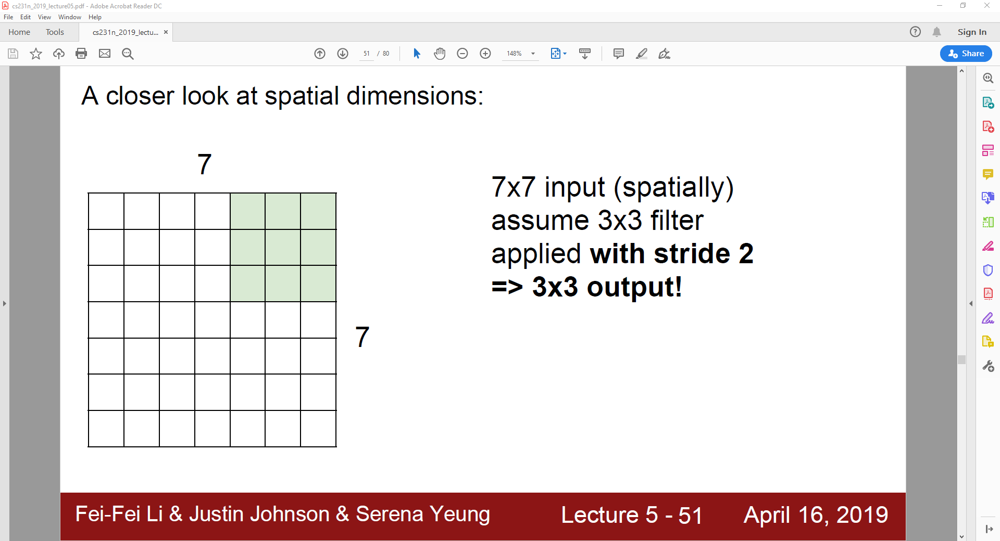 cs231n_2019_lecture05.pdf - Adobe Acrobat Reader DC
File Edit View Window Help
Home Tools cs231n_2019_lectu... Sign In
51 / 80 148% Share
A closer look at spatial dimensions:
7
7x7 input (spatially)
assume 3x3 filter
applied with stride 2
=> 3x3 output!
7
Fei-Fei Li & Justin Johnson & Serena Yeung Lecture 5 - 51 April 16, 2019